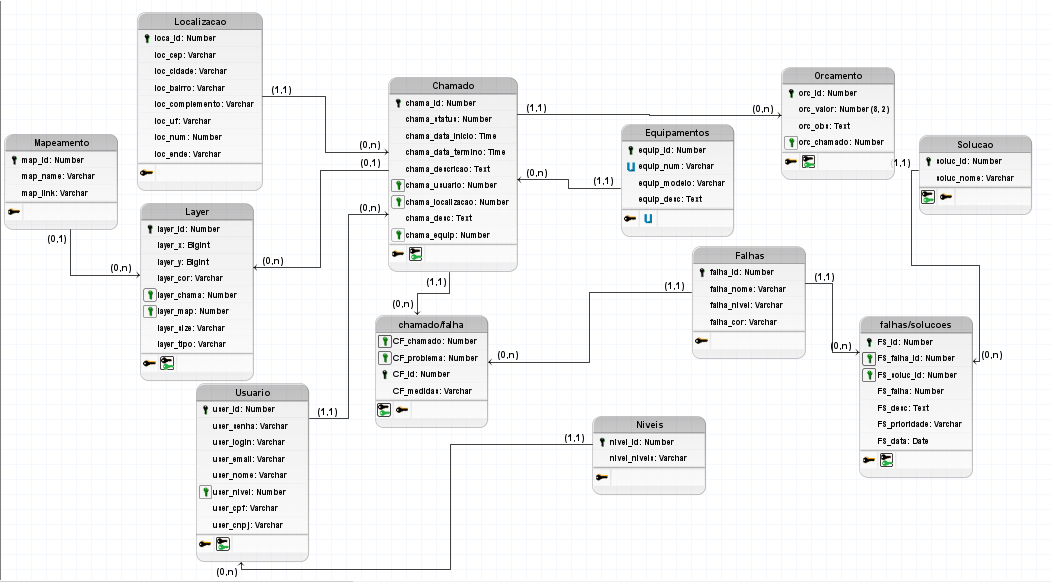 Localizacao
loca_id: Number
loc_cep: Varchar
loc_cidade: Varchar
loc_bairro: Varchar
loc_complemento: Varchar
loc_uf: Varchar
loc_num: Number
loc_ende: Varchar
(1,1)
Mapeamento
map_id: Number
map_name: Varchar
map_link: Varchar
(0,1)
(0,n)
Layer
layer_id: Number
layer_x: BigInt
layer_y: BigInt
layer_cor: Varchar
layer_chama: Number
layer_map: Number
layer_size: Varchar
layer_tipo: Varchar
(0,n)
Chamado
chama_id: Number
chama_status: Number
chama_data_inicio: Time
chama_data_termino: Time
chama_descricao: Text
chama_usuario: Number
chama_localizacao: Number
chama_desc: Text
chama_equip: Number
(0,n)
(0,1)
(0,n)
(1,1)
(0,n)
(1,1)
(0,n)
Orcamento
orc_id: Number
orc_valor: Number (8, 2)
orc_obs: Text
orc_chamado: Number
(0,n)
Equipamentos
equip_id: Number
equip_num: Varchar
equip_modelo: Varchar
equip_desc: Text
(1,1)
Solucao
soluc_id: Number
soluc_nome: Varchar
1,1)
Falhas
falha_id: Number
falha_nome: Varchar
falha_nivel: Varchar
falha_cor: Varchar
(1,1)
(1,1)
chamado/falha
CF_chamado: Number
CF_problema: Number
CF_id: Number
CF_medidas: Varchar
(0,n)
falhas/solucoes
FS_id: Number
FS_falha_id: Number
FS_soluc_id: Number
FS_falha: Number
FS_desc: Text
FS_prioridade: Varchar
FS_data: Date
(0,n)
(0,n)
Usuario
user_id: Number
user_senha: Varchar
user_login: Varchar
user_email: Varchar
user_nome: Varchar
user_nivel: Number
user_cpf: Varchar
user_cnpj: Varchar
(1,1)
(0,n)
Niveis
nivel_id: Number
nivel_niveis: Varchar
(1,1)